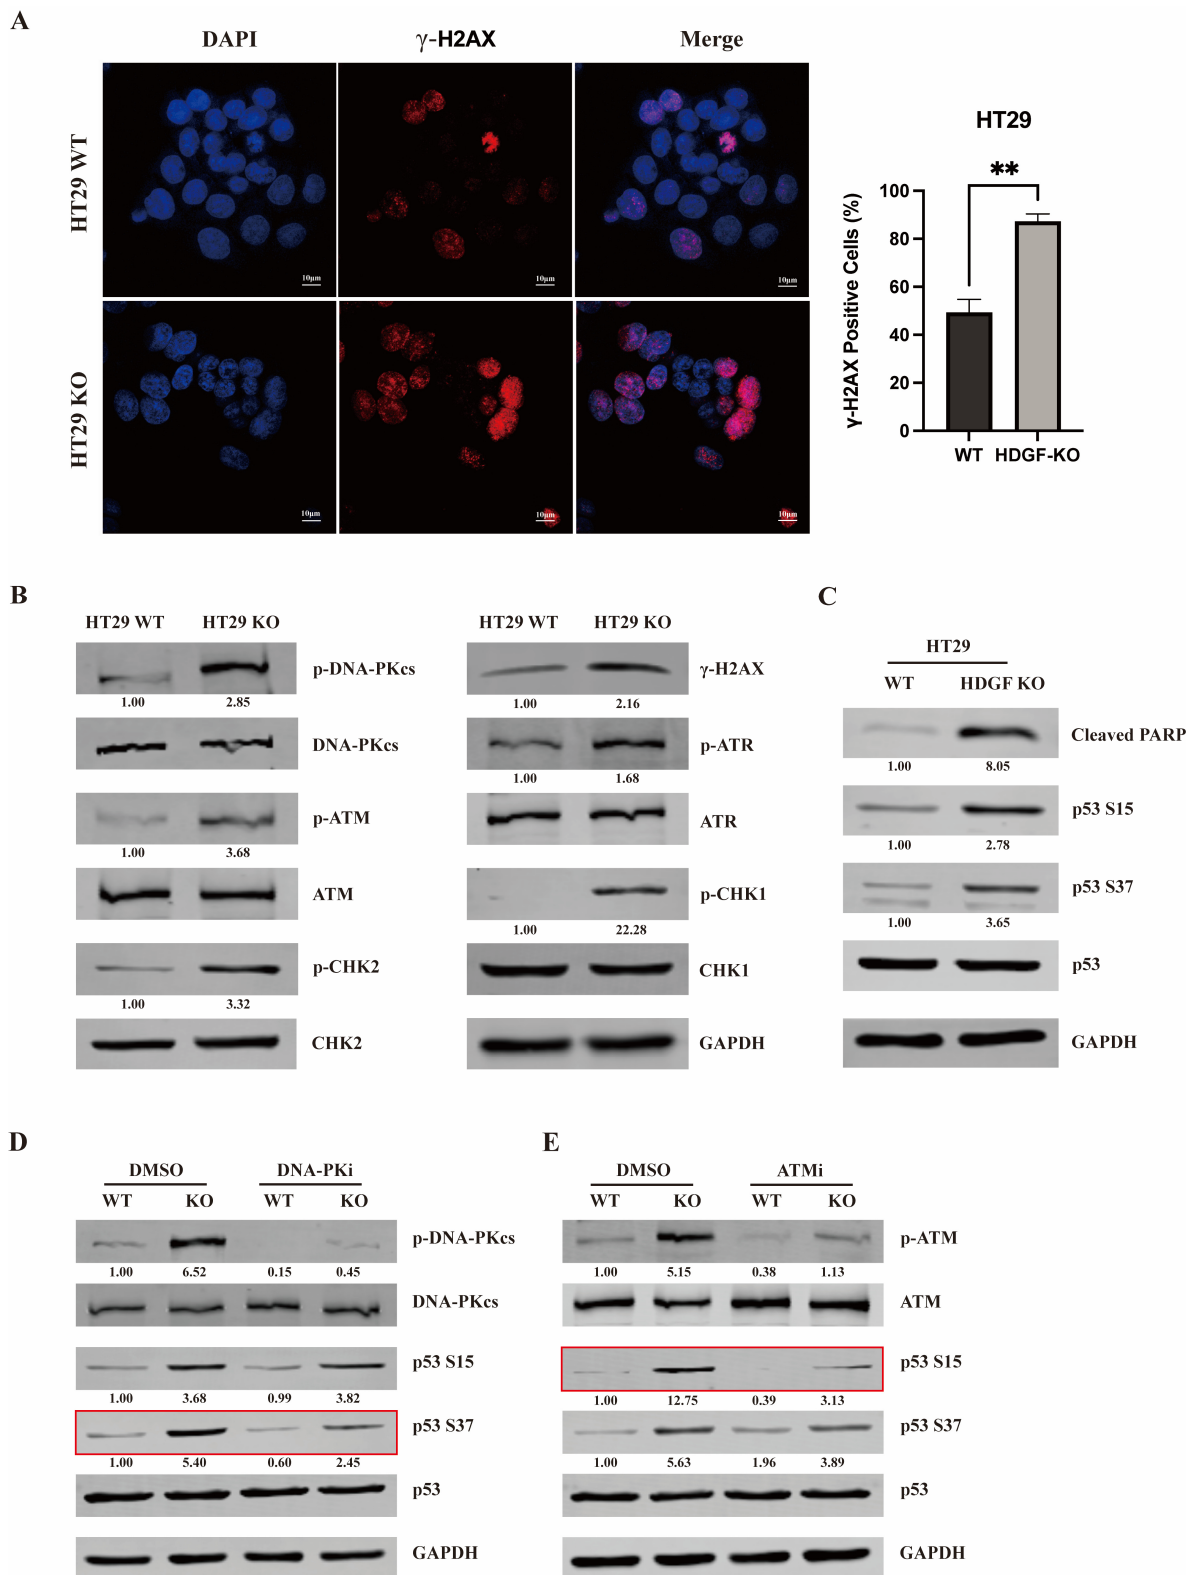 A
DAPI γ-H2AX Merge
HT29 WT
10μm 10μm 10μm
HT29 KO
10μm 10μm 10μm
HT29
**
γ-H2AX Positive Cells (%)
100
80
60
40
20
0
WT HDGF-KO
B
HT29 WT HT29 KO
p-DNA-PKcs
1.00 2.85
DNA-PKcs
p-ATM
1.00 3.68
ATM
p-CHK2
1.00 3.32
CHK2
HT29 WT HT29 KO
γ-H2AX
1.00 2.16
p-ATR
1.00 1.68
ATR
p-CHK1
1.00 22.28
CHK1
GAPDH
C
HT29
WT HDGF KO
Cleaved PARP
1.00 8.05
p53 S15
1.00 2.78
p53 S37
1.00 3.65
p53
GAPDH
D
DMSO DNA-PKi
WT KO WT KO
p-DNA-PKcs
1.00 6.52 0.15 0.45
DNA-PKcs
p53 S15
1.00 3.68 0.99 3.82
p53 S37
1.00 5.40 0.60 2.45
p53
GAPDH
E
DMSO ATMi
WT KO WT KO
p-ATM
1.00 5.15 0.38 1.13
ATM
p53 S15
1.00 12.75 0.39 3.13
p53 S37
1.00 5.63 1.96 3.89
p53
GAPDH